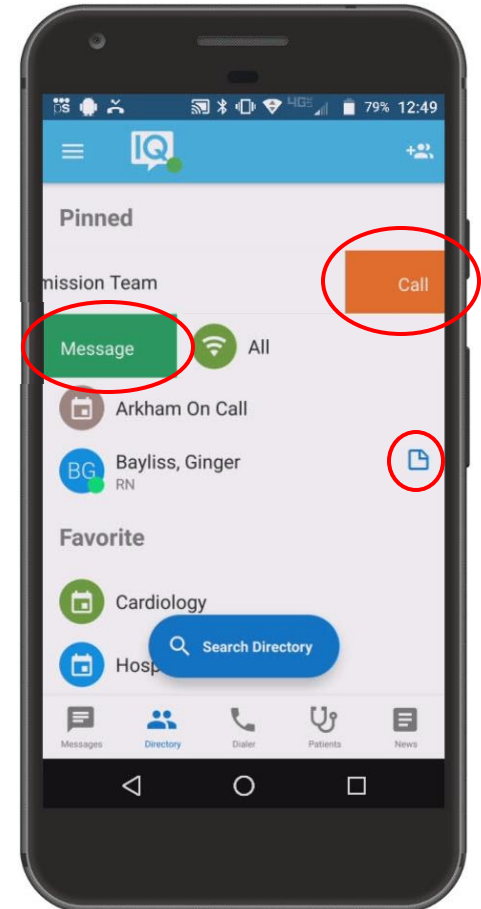 79% 12:49
IQ
Pinned
mission Team
Call
Message
All
Arkham On Call
BG
Bayliss, Ginger
RN
Favorite
Cardiology
Hosp
Search Directory
Messages Directory Dialer Patients News